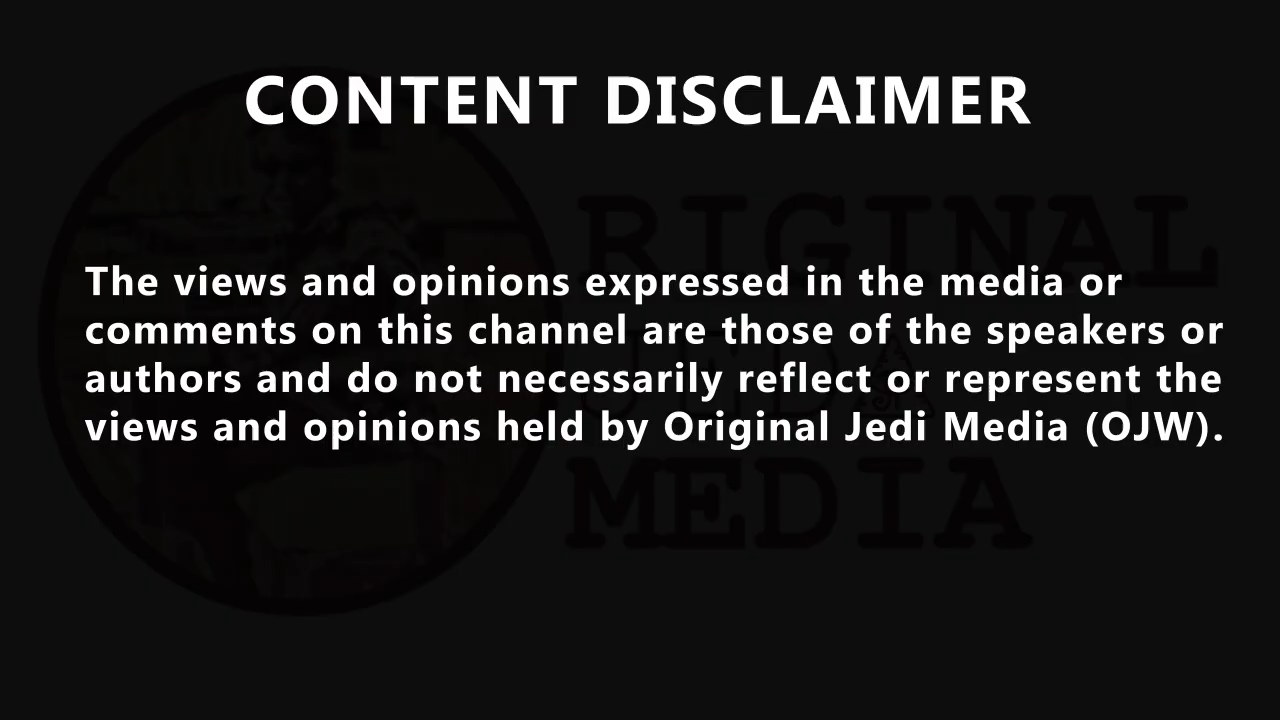 CONTENT DISCLAIMER
RIGINAL
The views and opinions expressed in the media or
comments on this channel are those of the speakers or
authors and do not necessarily reflect or represent the
views and opinions held by Original Jedi Media (OJW).
MEDIA